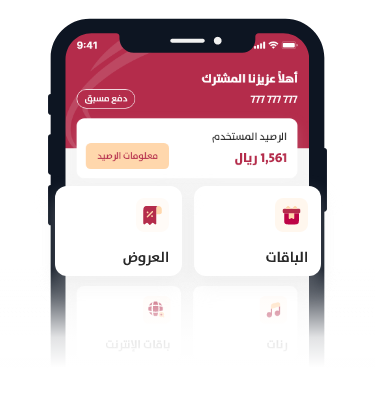 9:41
أهلاً عزيزنا المشترك
777 777 777
دفع مسبق
الرصيد المستخدم
1,561 ريال
معلومات الرصيد
الباقات
العروض
رنات
باقات الإنترنت